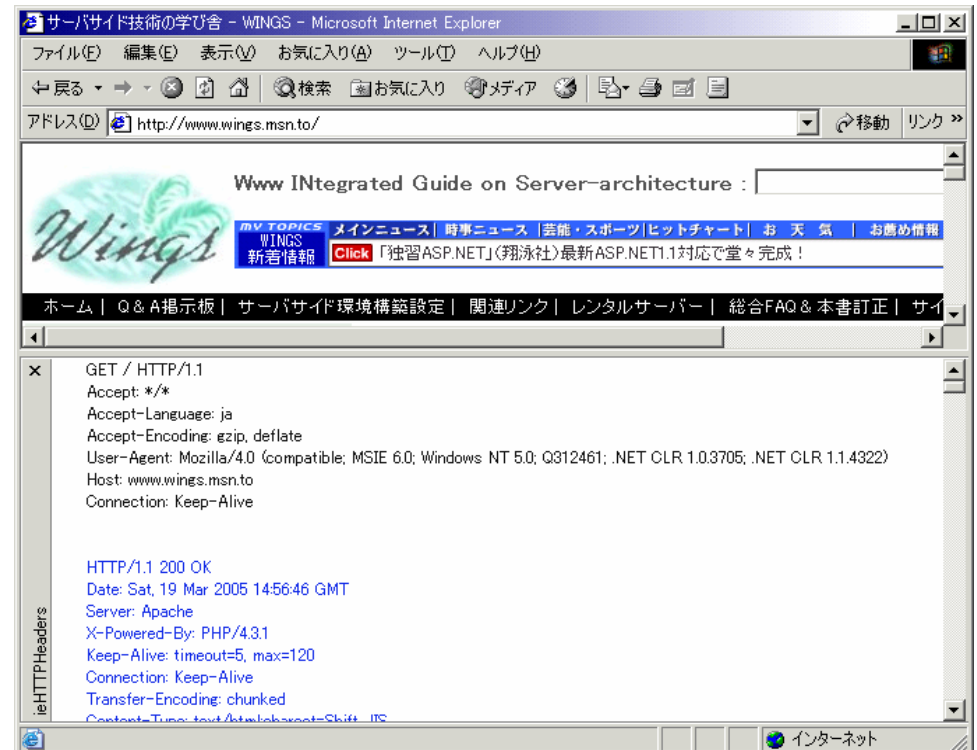 サーバサイド技術の学び舎 - WINGS - Microsoft Internet Explorer
ファイル(F) 編集(E) 表示(V) お気に入り(A) ツール(T) ヘルプ(H)
戻る 検索 お気に入り メディア
アドレス(D) http://www.wings.msn.to/ 移動 リンク »
Wings
Www INtegrated Guide on Server-architecture :
MY TOPICS メインニュース| 時事ニュース |芸能・スポーツ|ヒットチャート| お 天 気 | お薦め情報
WINGS
新着情報
Click 「独習ASP.NET」(翔泳社)最新ASP.NET1.1対応で堂々完成!
ホーム| Q&A掲示板| サーバサイド環境構築設定| 関連リンク| レンタルサーバー| 総合FAQ&本書訂正| サイ
GET / HTTP/1.1
Accept: */*
Accept-Language: ja
Accept-Encoding: gzip, deflate
User-Agent: Mozilla/4.0 (compatible; MSIE 6.0; Windows NT 5.0; Q312461; .NET CLR 1.0.3705; .NET CLR 1.1.4322)
Host: www.wings.msn.to
Connection: Keep-Alive
HTTP/1.1 200 OK
Date: Sat, 19 Mar 2005 14:56:46 GMT
Server: Apache
X-Powered-By: PHP/4.3.1
Keep-Alive: timeout=5, max=120
Connection: Keep-Alive
Transfer-Encoding: chunked
Content-Type: text/html;charset=Shift_JIS
ieHTTPHeaders
インターネット